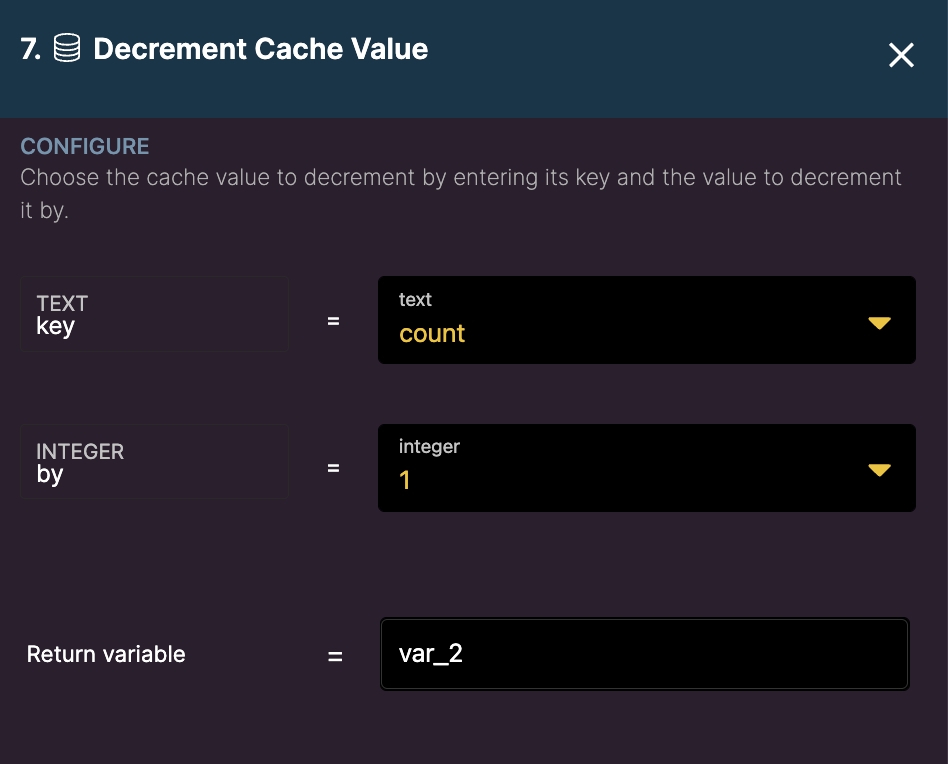 7. Decrement Cache Value
CONFIGURE
Choose the cache value to decrement by entering its key and the value to decrement
it by.
TEXT
key
=
text
count
INTEGER
by
=
integer
1
Return variable
=
var_2